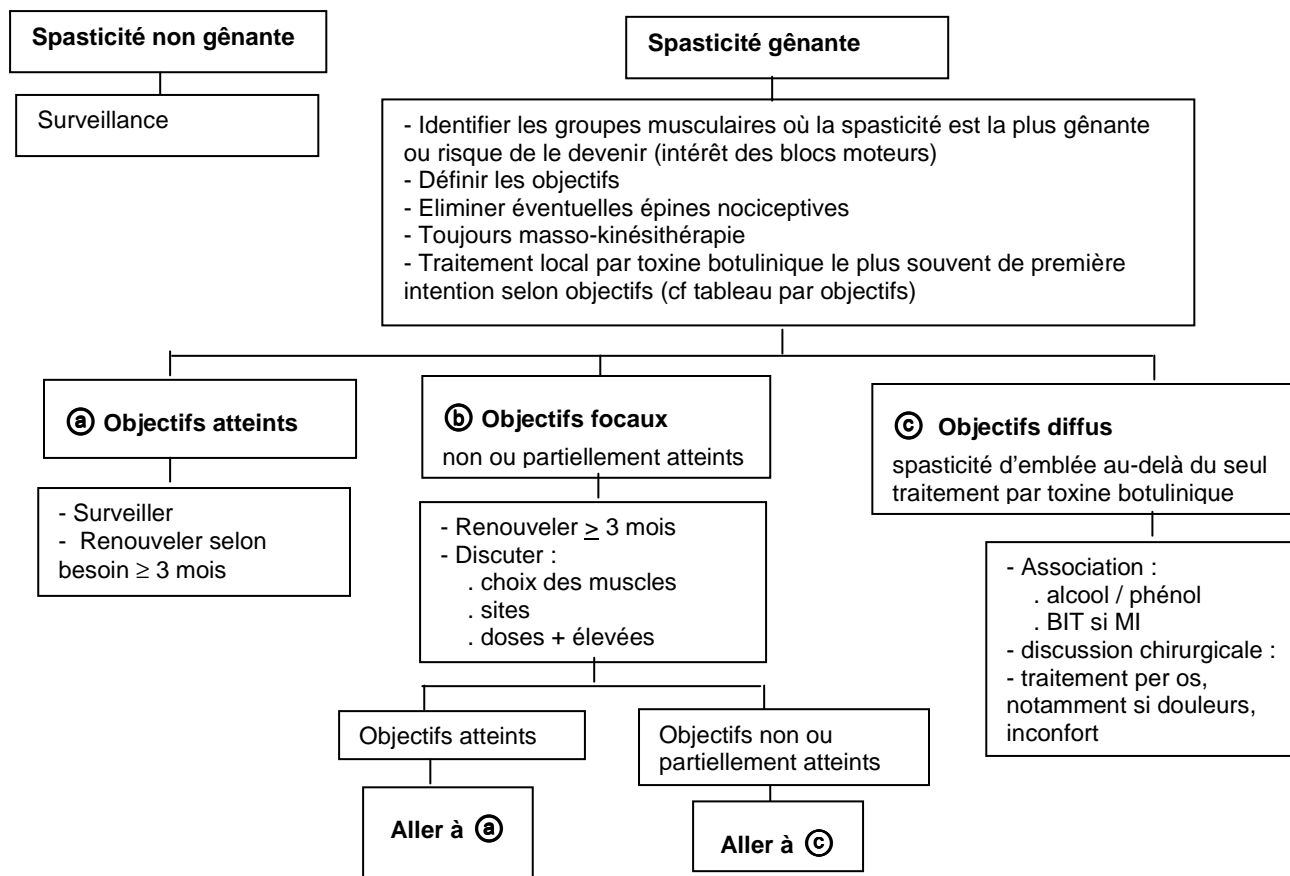 Spasticité non gênante
Surveillance
Spasticité gênante
- Identifier les groupes musculaires où la spasticité est la plus gênante
ou risque de le devenir (intérêt des blocs moteurs)
- Définir les objectifs
- Eliminer éventuelles épines nociceptives
- Toujours masso-kinésithérapie
- Traitement local par toxine botulinique le plus souvent de première
intention selon objectifs (cf tableau par objectifs)
ⓐ Objectifs atteints
- Surveiller
- Renouveler selon
besoin ≥ 3 mois
ⓑ Objectifs focaux
non ou partiellement atteints
- Renouveler ≥ 3 mois
- Discuter :
. choix des muscles
. sites
. doses + élevées
Objectifs atteints
Aller à ⓐ
Objectifs non ou
partiellement atteints
Aller à ⓒ
ⓒ Objectifs diffus
spasticité d'emblée au-delà du seul
traitement par toxine botulinique
- Association :
. alcool / phénol
. BIT si MI
- discussion chirurgicale :
- traitement per os,
notamment si douleurs,
inconfort